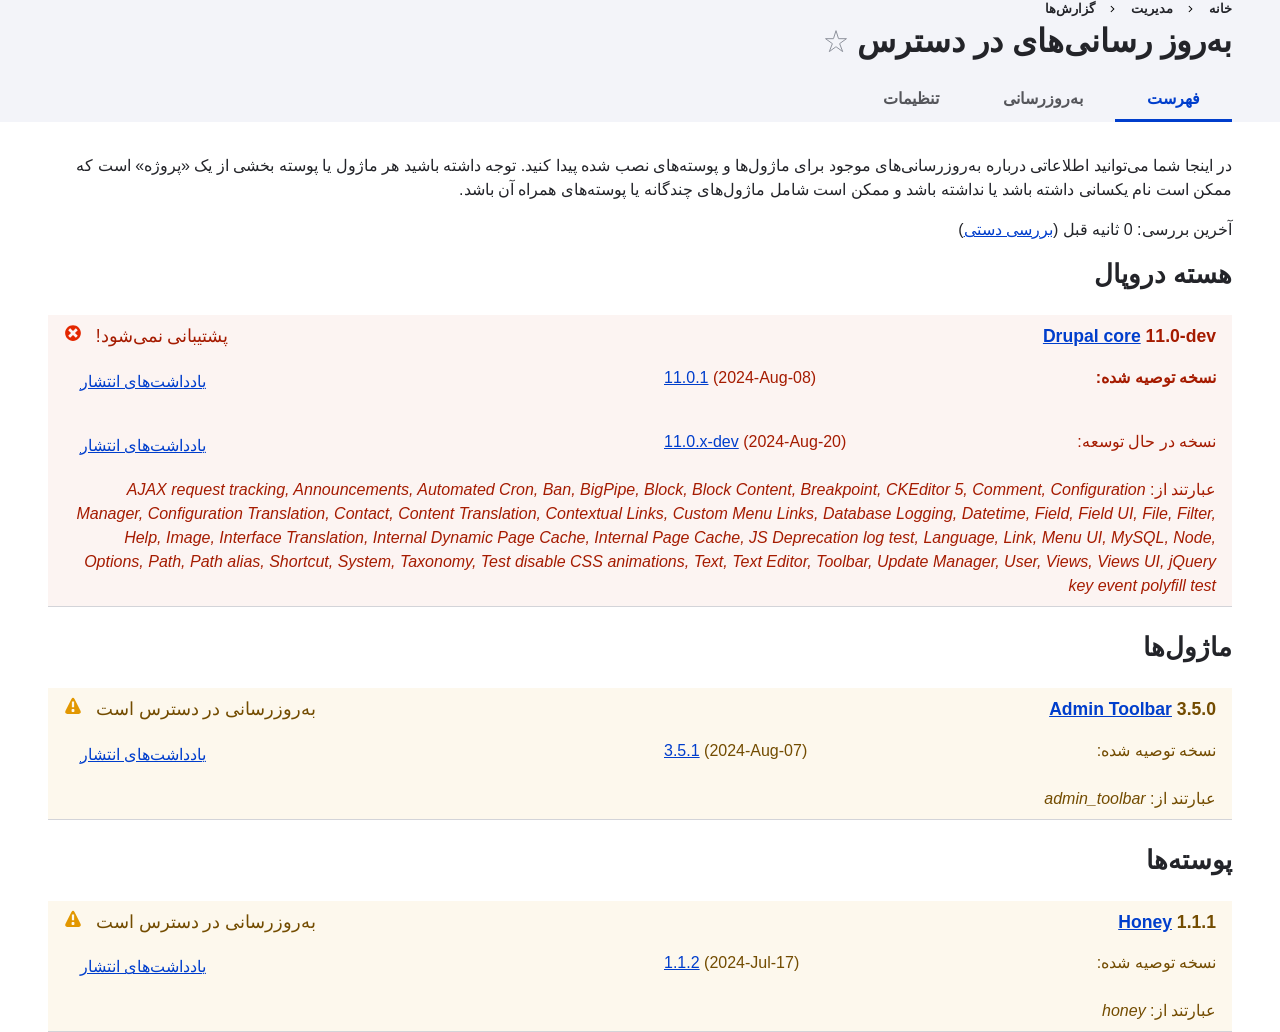 خانه › مدیریت › گزارش‌ها
به‌روز رسانی‌های در دسترس ☆
فهرست
به‌روزرسانی
تنظیمات
در اینجا شما می‌توانید اطلاعاتی درباره به‌روزرسانی‌های موجود برای ماژول‌ها و پوسته‌های نصب شده پیدا کنید. توجه داشته باشید هر ماژول یا پوسته بخشی از یک «پروژه» است که
ممکن است نام یکسانی داشته باشد یا نداشته باشد و ممکن است شامل ماژول‌های چندگانه یا پوسته‌های همراه آن باشد.
آخرین بررسی: 0 ثانیه قبل (بررسی دستی)
هسته دروپال
Drupal core 11.0-dev
پشتیبانی نمی‌شود!
نسخه توصیه شده:
11.0.1 (2024-Aug-08)
یادداشت‌های انتشار
نسخه در حال توسعه:
11.0.x-dev (2024-Aug-20)
یادداشت‌های انتشار
عبارتند از: AJAX request tracking, Announcements, Automated Cron, Ban, BigPipe, Block, Block Content, Breakpoint, CKEditor 5, Comment, Configuration
Manager, Configuration Translation, Contact, Content Translation, Contextual Links, Custom Menu Links, Database Logging, Datetime, Field, Field UI, File, Filter,
Help, Image, Interface Translation, Internal Dynamic Page Cache, Internal Page Cache, JS Deprecation log test, Language, Link, Menu UI, MySQL, Node,
Options, Path, Path alias, Shortcut, System, Taxonomy, Test disable CSS animations, Text, Text Editor, Toolbar, Update Manager, User, Views, Views UI, jQuery
key event polyfill test
ماژول‌ها
Admin Toolbar 3.5.0
به‌روزرسانی در دسترس است
نسخه توصیه شده:
3.5.1 (2024-Aug-07)
یادداشت‌های انتشار
عبارتند از: admin_toolbar
پوسته‌ها
Honey 1.1.1
به‌روزرسانی در دسترس است
نسخه توصیه شده:
1.1.2 (2024-Jul-17)
یادداشت‌های انتشار
عبارتند از: honey